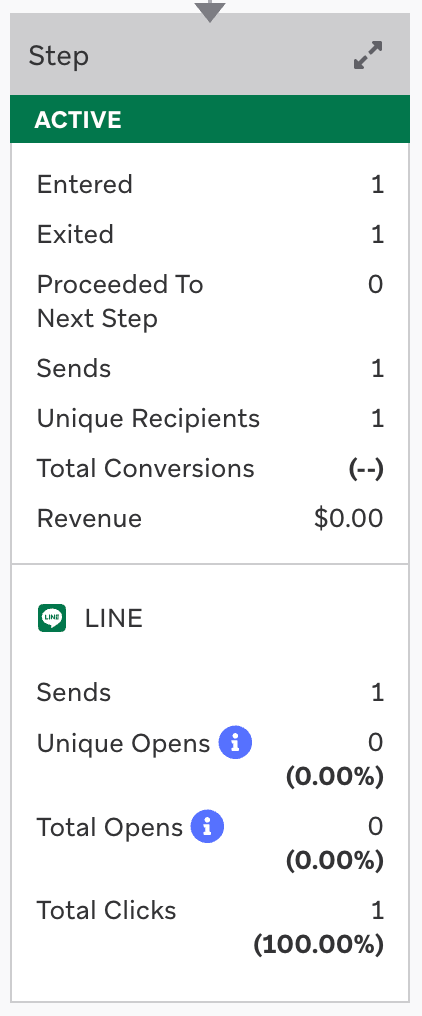 Step
ACTIVE
Entered 1
Exited 1
Proceeded To 0
Next Step
Sends 1
Unique Recipients 1
Total Conversions (--)
Revenue $0.00
LINE LINE
Sends 1
Unique Opens i 0
(0.00%)
Total Opens i 0
(0.00%)
Total Clicks 1
(100.00%)